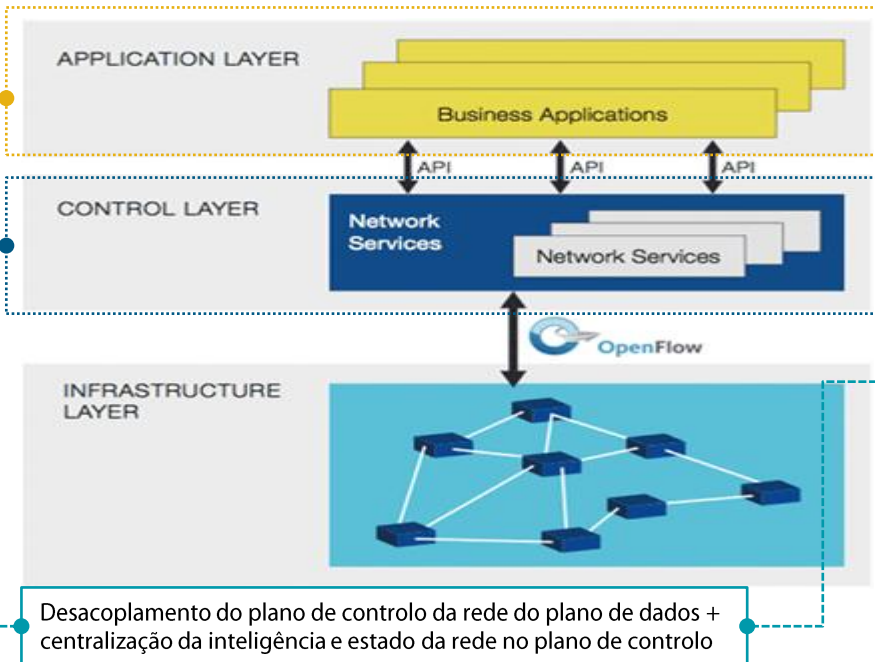 APPLICATION LAYER
Business Applications
API
API
API
CONTROL LAYER
Network
Services
Network Services
OpenFlow
INFRASTRUCTURE
LAYER
Desacoplamento do plano de controlo da rede do plano de dados +
centralização da inteligência e estado da rede no plano de controlo